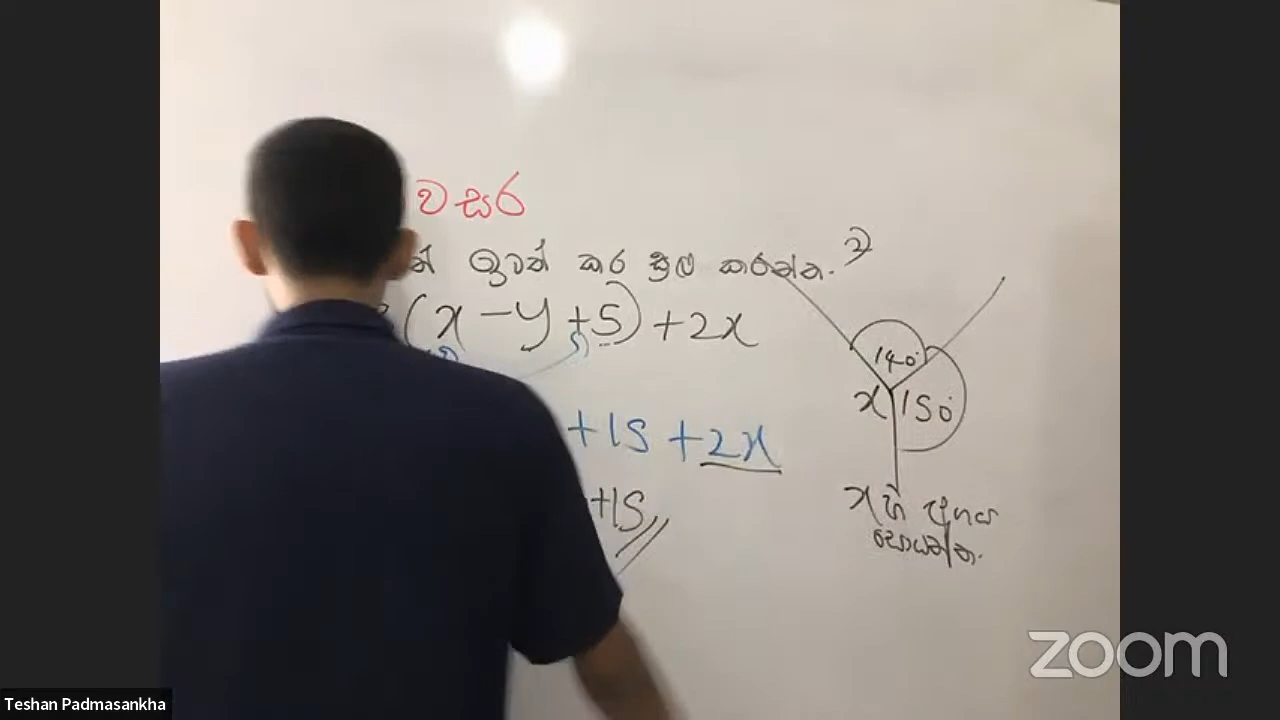 වසර
ඉවත් කර සුළු කරන්න.
(x - y + 5) + 2x
+15 + 2x
+15
2)
140°
x 150°
x හි අගය
සොයන්න.
Teshan Padmasankha
zoom